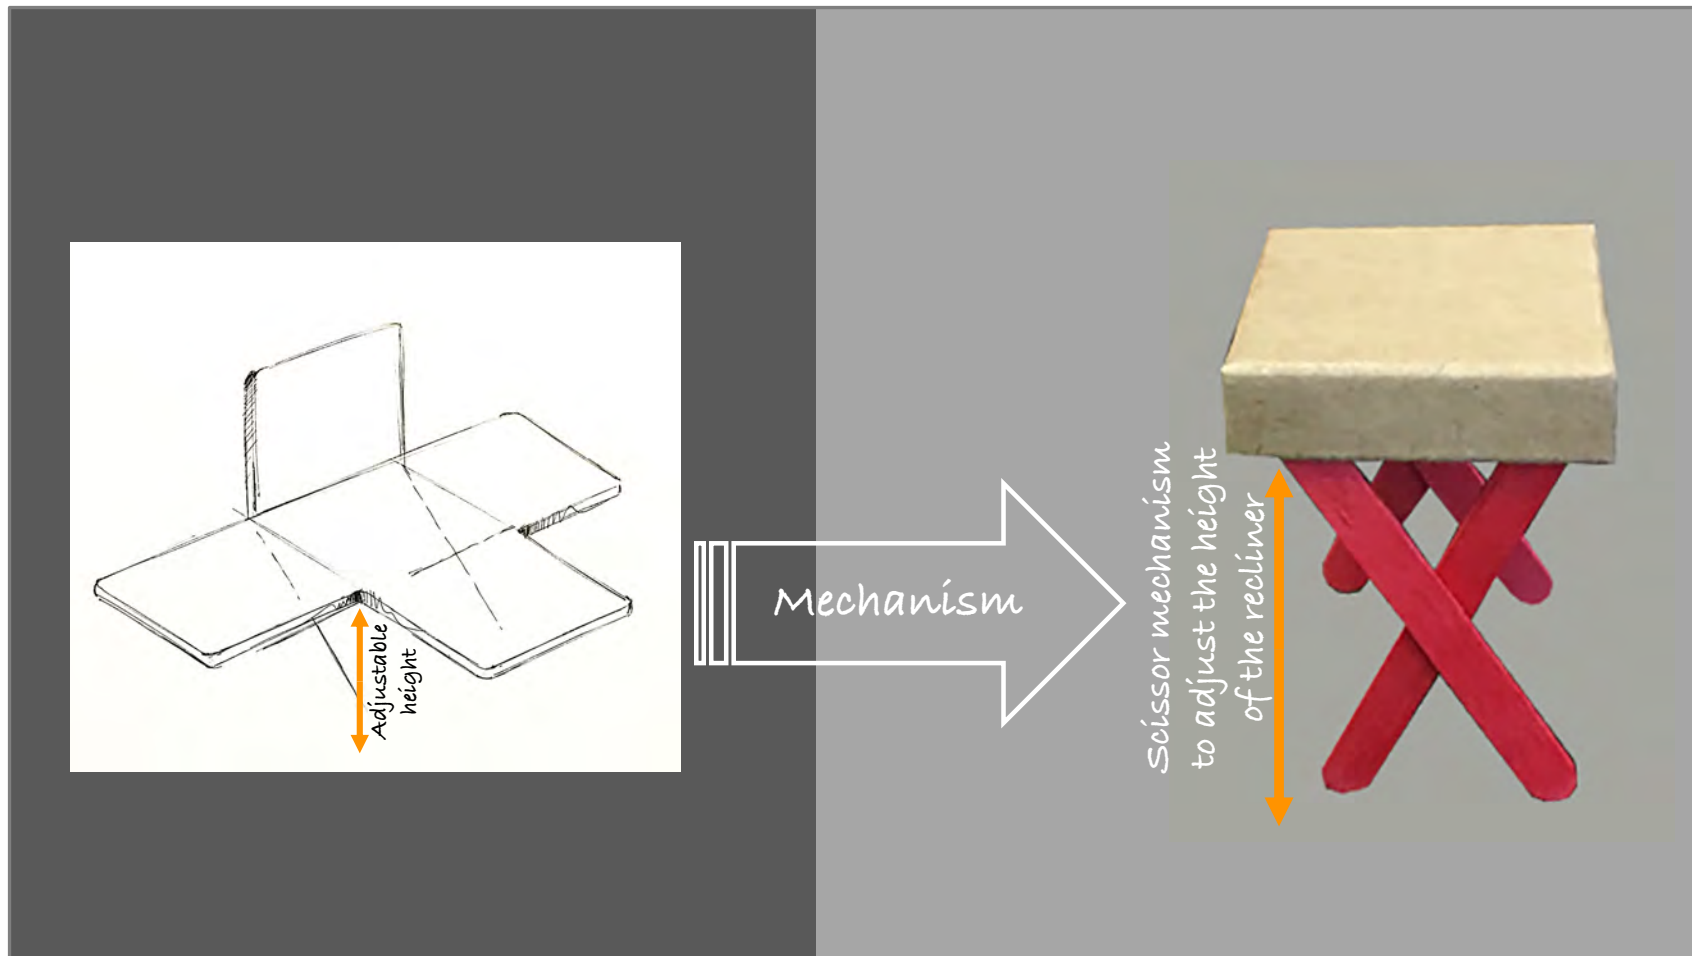 Adjustable
height
Mechanism
Scissor mechanism
to adjust the height
of the recliner